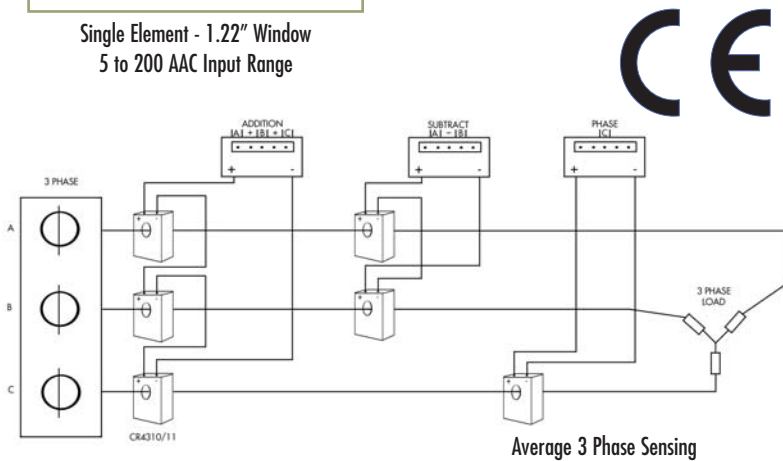 Single Element - 1.22” Window
5 to 200 AAC Input Range
CE
ADDITION
|A| + |B| + |C|
+ -
SUBTRACT
|A| - |B|
+ -
PHASE
|C|
+ -
3 PHASE
A
+ -
+ -
B
+ -
+ -
3 PHASE
LOAD
C
+ -
+ -
CR4310/11
Average 3 Phase Sensing